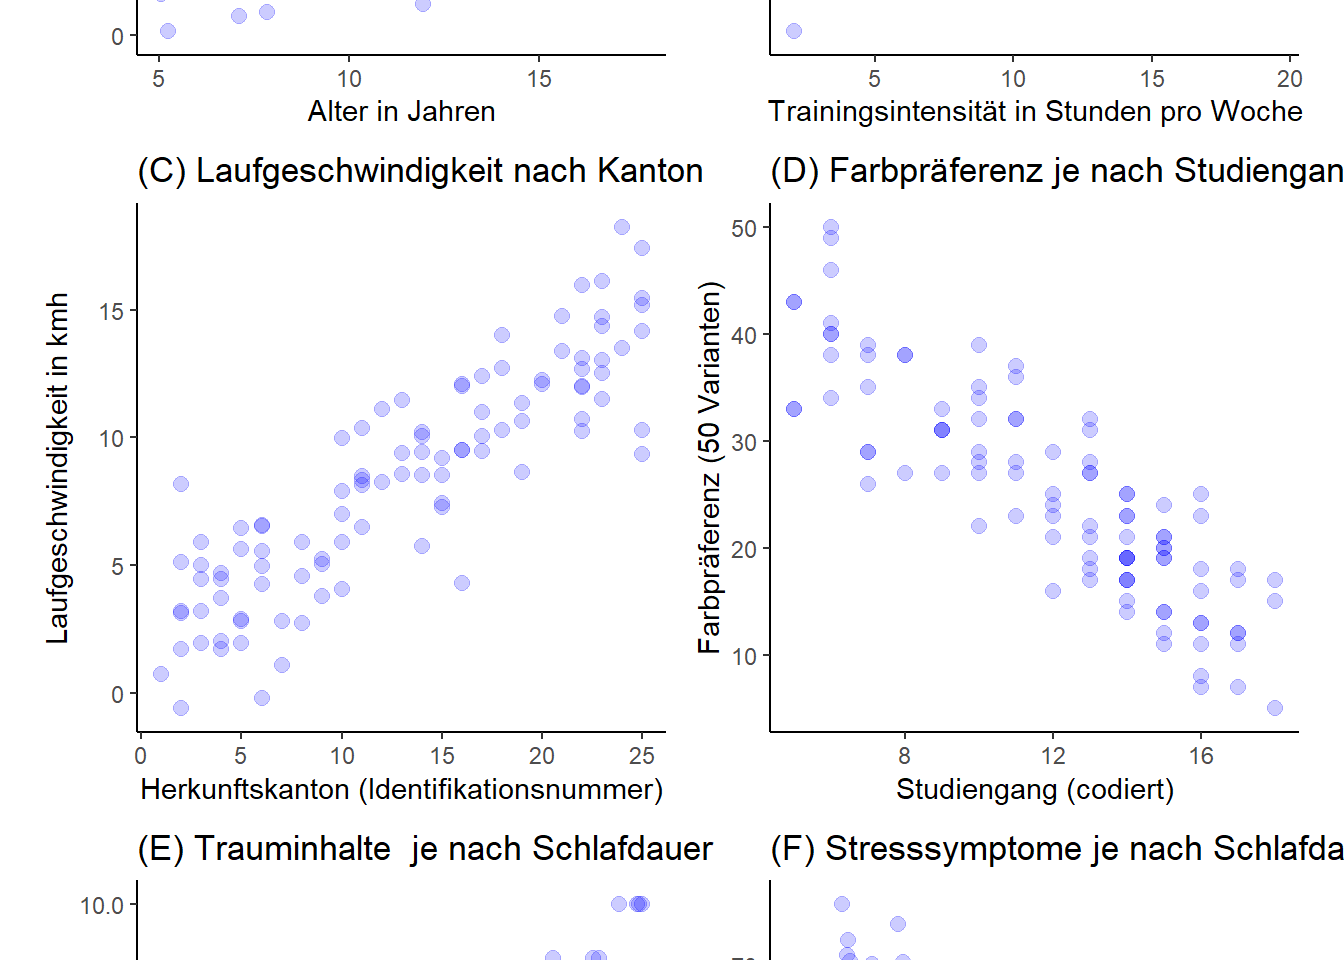 0
5 10 15
Alter in Jahren
5 10 15 20
Trainingsintensität in Stunden pro Woche
(C) Laufgeschwindigkeit nach Kanton
Laufgeschwindigkeit in kmh
15
10
5
0
0 5 10 15 20 25
Herkunftskanton (Identifikationsnummer)
(D) Farbpräferenz je nach Studiengan
Farbpräferenz (50 Varianten)
50
40
30
20
10
8 12 16
Studiengang (codiert)
(E) Trauminhalte  je nach Schlafdauer
10.0
(F) Stresssymptome je nach Schlafda